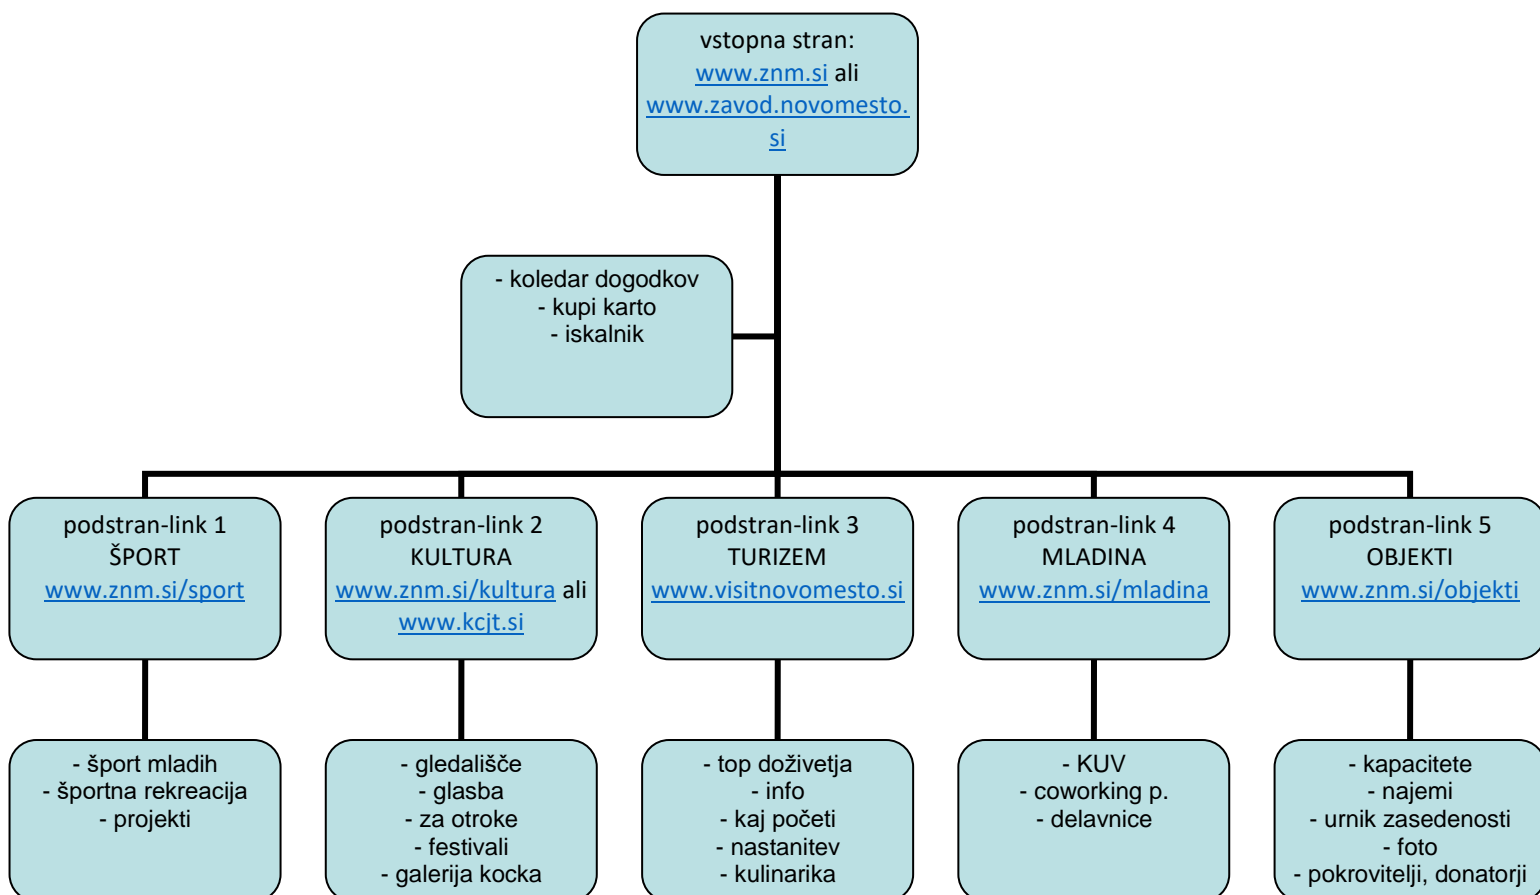 vstopna stran:
www.znm.si ali
www.zavod.novomesto.
si
- koledar dogodkov
- kupi karto
- iskalnik
podstran-link 1
ŠPORT
www.znm.si/sport
podstran-link 2
KULTURA
www.znm.si/kultura ali
www.kcjt.si
podstran-link 3
TURIZEM
www.visitnovomesto.si
podstran-link 4
MLADINA
www.znm.si/mladina
podstran-link 5
OBJEKTI
www.znm.si/objekti
- šport mladih
- športna rekreacija
- projekti
- gledališče
- glasba
- za otroke
- festivali
- galerija kocka
- top doživetja
- info
- kaj početi
- nastanitev
- kulinarika
- KUV
- coworking p.
- delavnice
- kapacitete
- najemi
- urnik zasedenosti
- foto
- pokrovitelji, donatorji